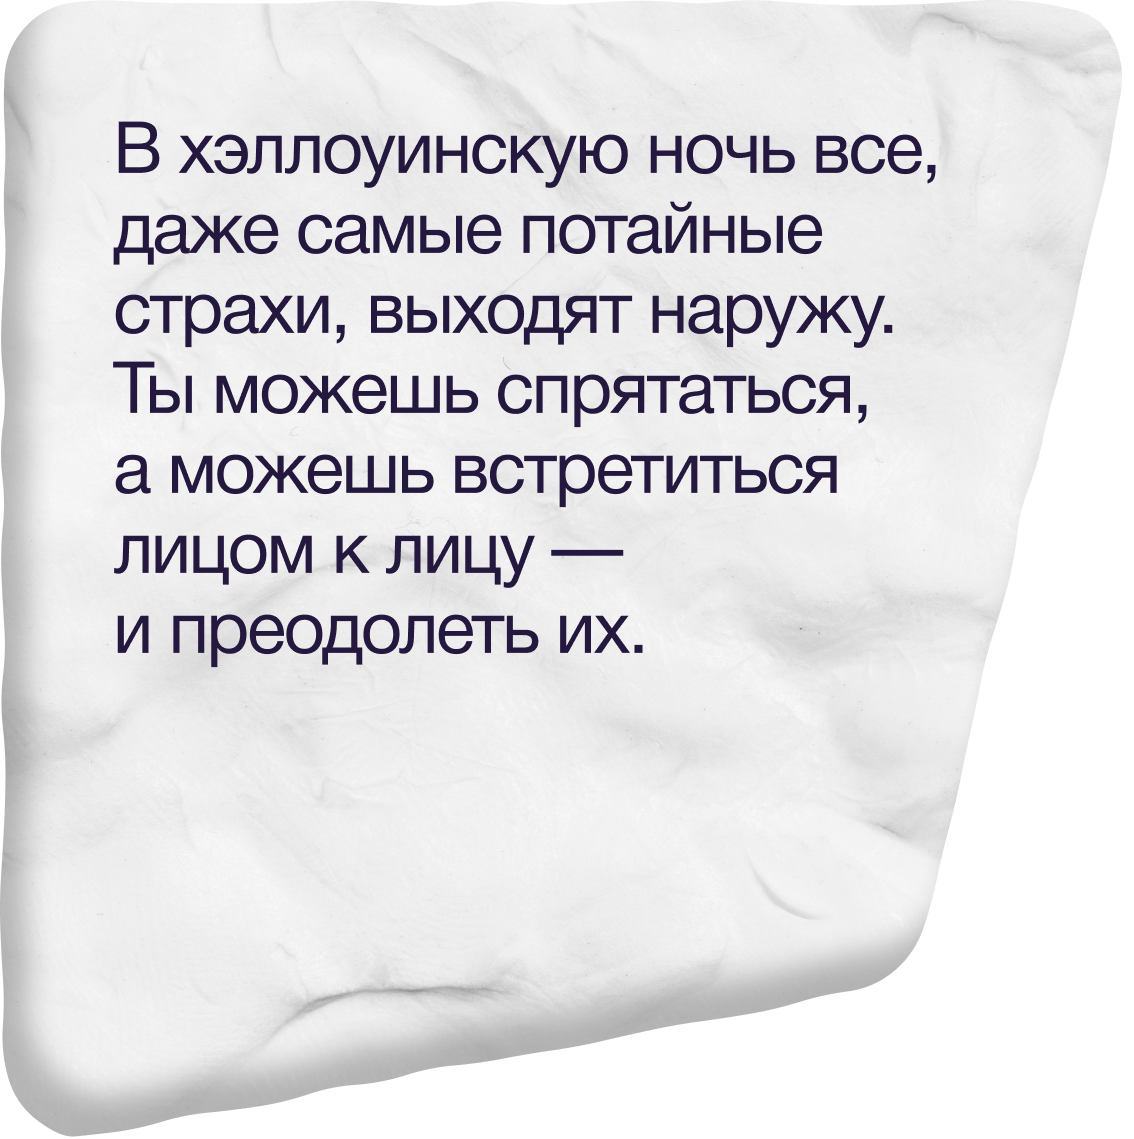 В хэллоуинскую ночь все,
даже самые потайные
страхи, выходят наружу.
Ты можешь спрятаться,
а можешь встретиться
лицом к лицу —
и преодолеть их.